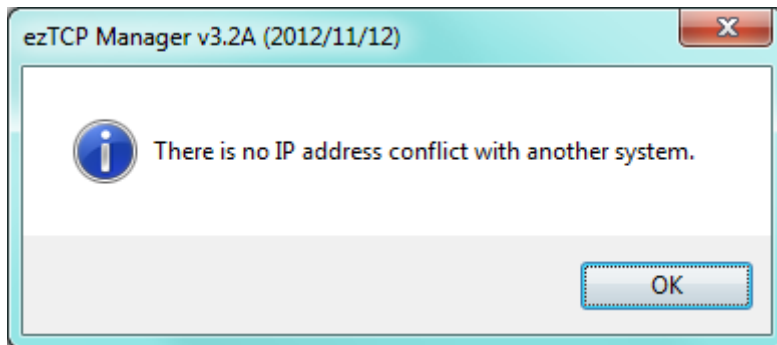 ezTCP Manager v3.2A (2012/11/12)
There is no IP address conflict with another system.
OK